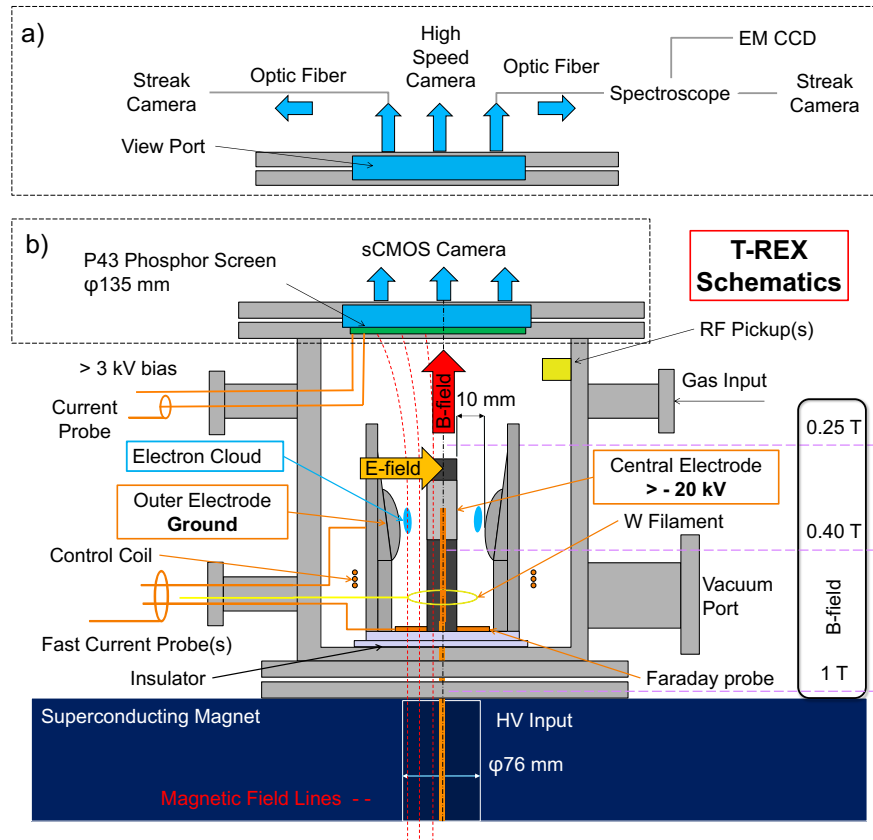 a)
High
Speed
Camera
EM CCD
Streak
Camera
Optic Fiber
Optic Fiber
Spectroscope
Streak
Camera
View Port
b)
sCMOS Camera
P43 Phosphor Screen
φ135 mm
T-REX
Schematics
RF Pickup(s)
> 3 kV bias
Current
Probe
B-field
10 mm
Gas Input
0.25 T
Electron Cloud
E-field
Central Electrode
> - 20 kV
Outer Electrode
Ground
W Filament
0.40 T
Control Coil
Vacuum
Port
B-field
Fast Current Probe(s)
Insulator
Faraday probe
1 T
Superconducting Magnet
HV Input
φ76 mm
Magnetic Field Lines - -